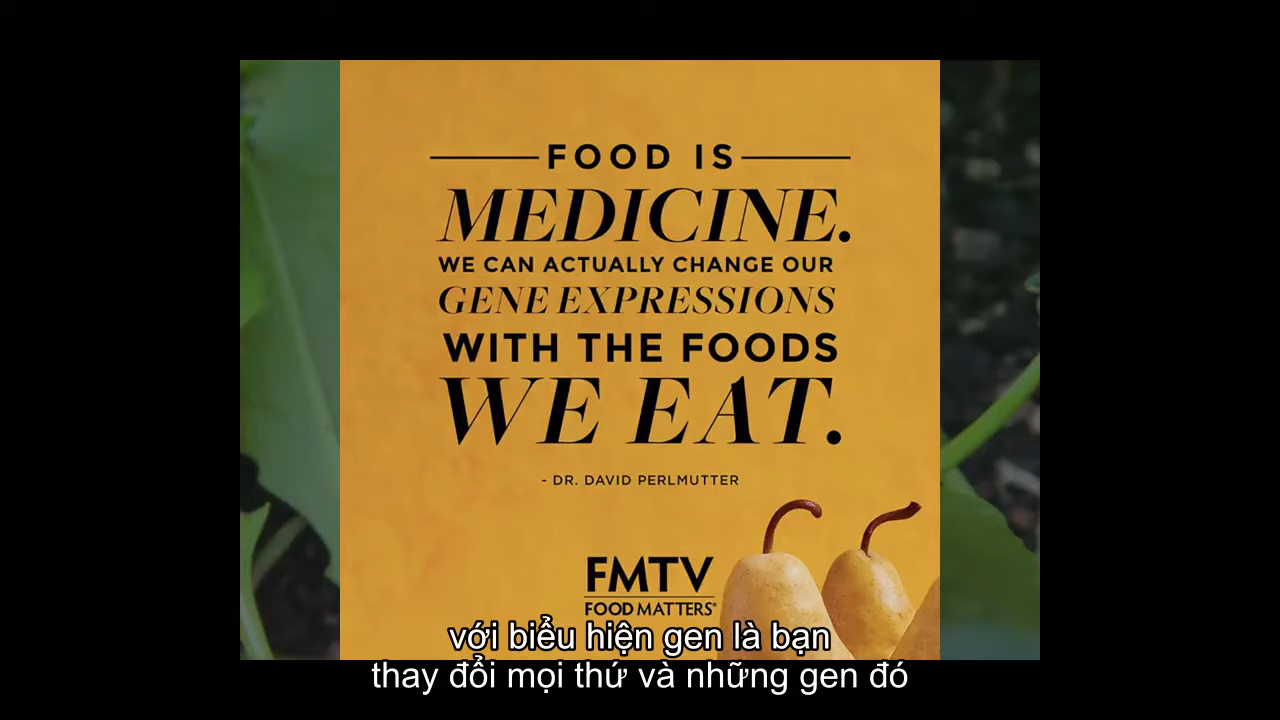 FOOD IS
MEDICINE.
WE CAN ACTUALLY CHANGE OUR
GENE EXPRESSIONS
WITH THE FOODS
WE EAT.
- DR. DAVID PERLMUTTER
FMTV
FOOD MATTERS®
với biểu hiện gen là bạn
thay đổi mọi thứ và những gen đó